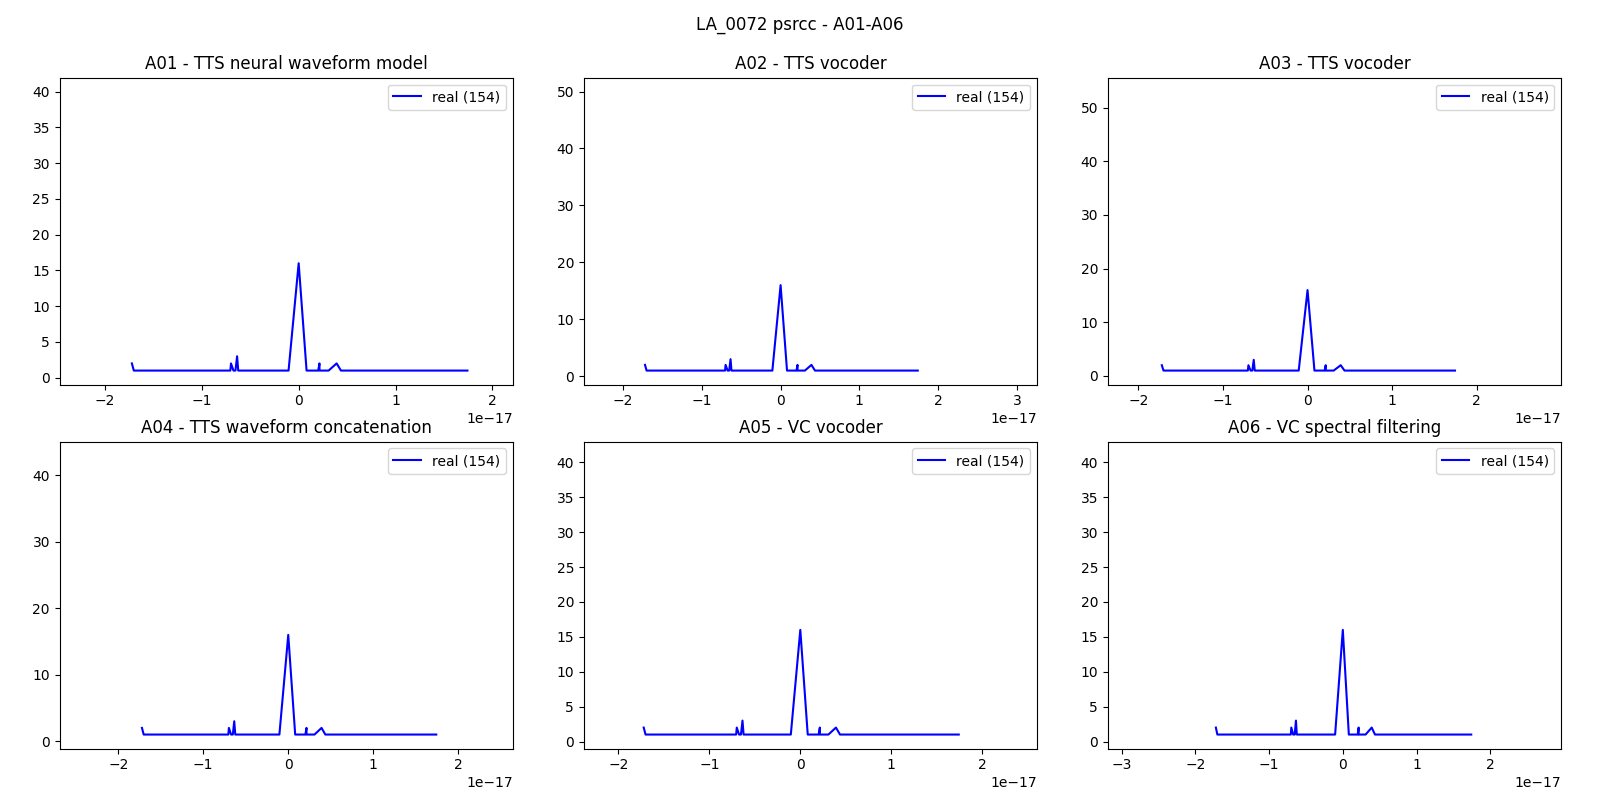 LA_0072 psrcc - A01-A06
A01 - TTS neural waveform model
A02 - TTS vocoder
A03 - TTS vocoder
real (154)
real (154)
real (154)
40
35
30
25
20
15
10
5
0
50
40
30
20
10
0
50
40
30
20
10
0
−2 −1 0 1 2
1e−17
−2 −1 0 1 2 3
1e−17
−2 −1 0 1 2
1e−17
A04 - TTS waveform concatenation
A05 - VC vocoder
A06 - VC spectral filtering
real (154)
real (154)
real (154)
40
30
20
10
0
40
35
30
25
20
15
10
5
0
40
35
30
25
20
15
10
5
0
−2 −1 0 1 2
1e−17
−2 −1 0 1 2
1e−17
−3 −2 −1 0 1 2
1e−17